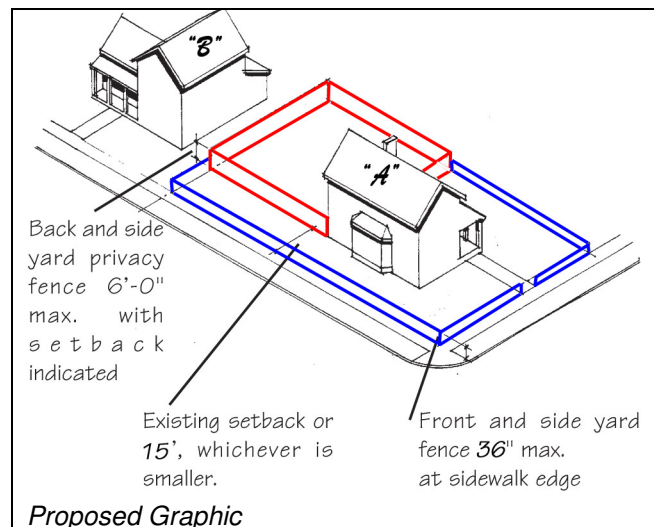 "B"
"A"
Back and side
yard privacy
fence 6'-0"
max. with
setback
indicated
Existing setback or
15', whichever is
smaller.
Front and side yard
fence 36" max.
at sidewalk edge
Proposed Graphic